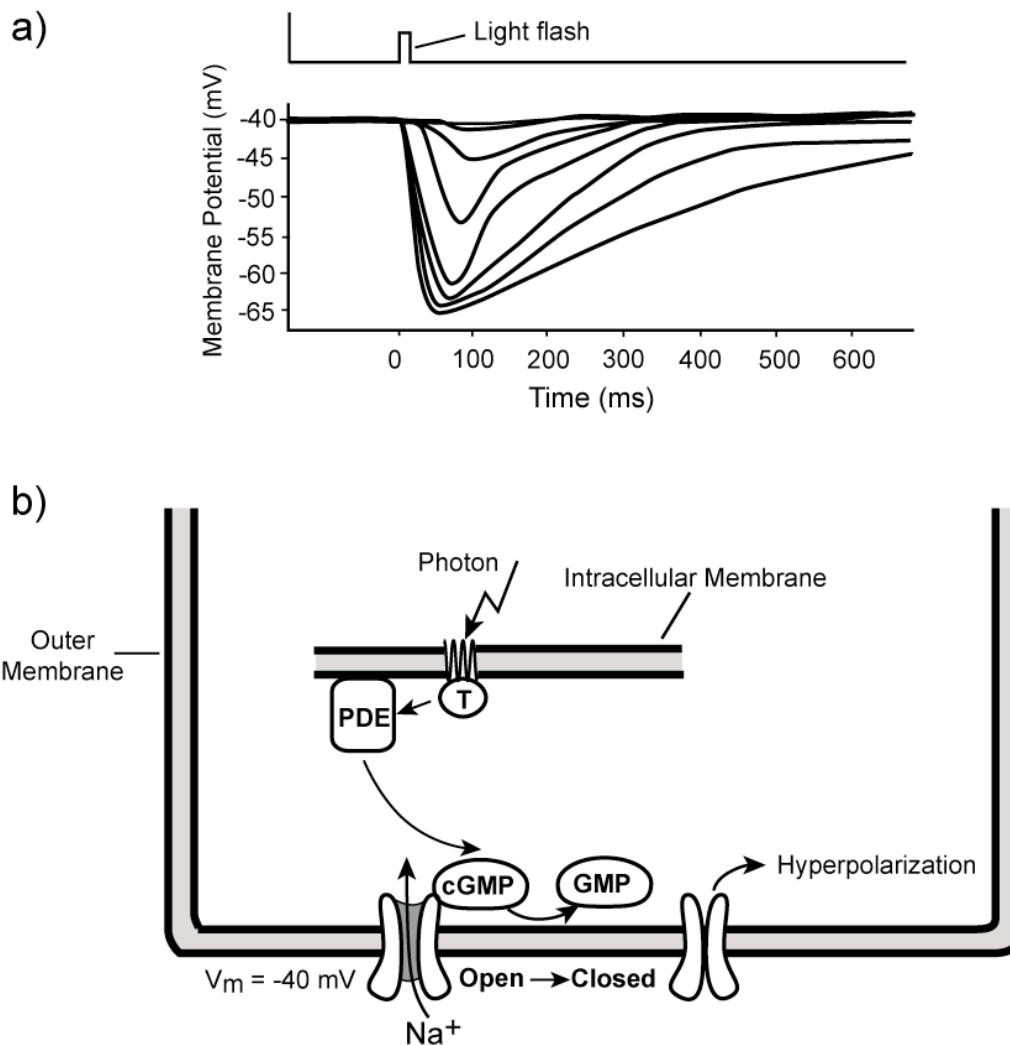 a)
Light flash
Membrane Potential (mV)
-40
-45
-50
-55
-60
-65
0 100 200 300 400 500 600
Time (ms)
b)
Photon
Intracellular Membrane
Outer
Membrane
T
PDE
cGMP
GMP
Hyperpolarization
Vm = -40 mV
Open
Closed
Na+